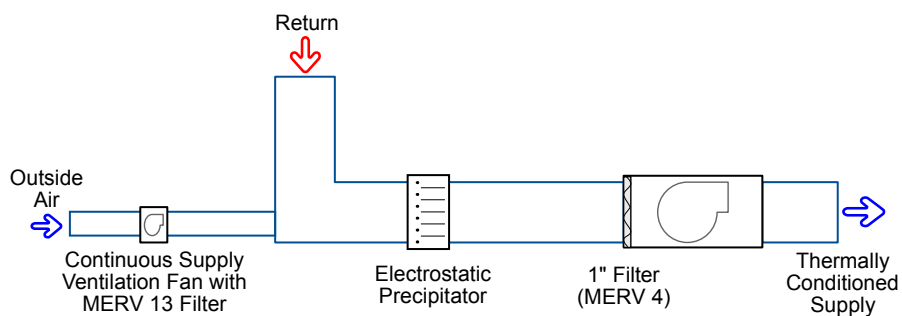 Return
Outside
Air
Continuous Supply
Ventilation Fan with
MERV 13 Filter
Electrostatic
Precipitator
1" Filter
(MERV 4)
Thermally
Conditioned
Supply